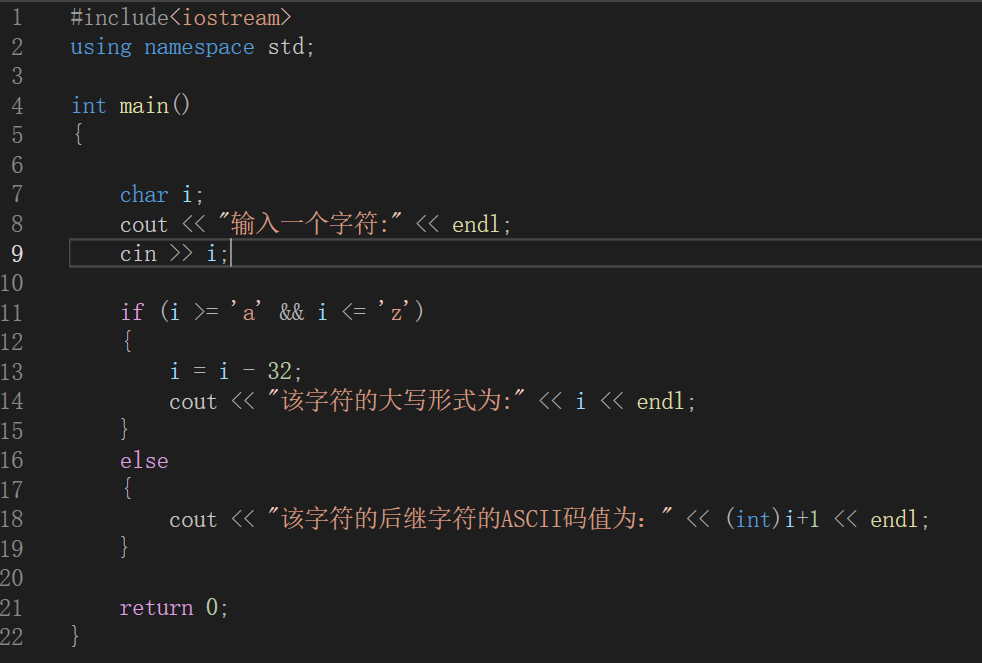 1 #include<iostream>
2 using namespace std;
3
4 int main()
5 {
6
7 char i;
8 cout << "输入一个字符:" << endl;
9 cin >> i;
10
11 if (i >= 'a' && i <= 'z')
12 {
13 i = i - 32;
14 cout << "该字符的大写形式为:" << i << endl;
15 }
16 else
17 {
18 cout << "该字符的后继字符的ASCII码值为：" << (int)i+1 << endl;
19 }
20
21 return 0;
22 }